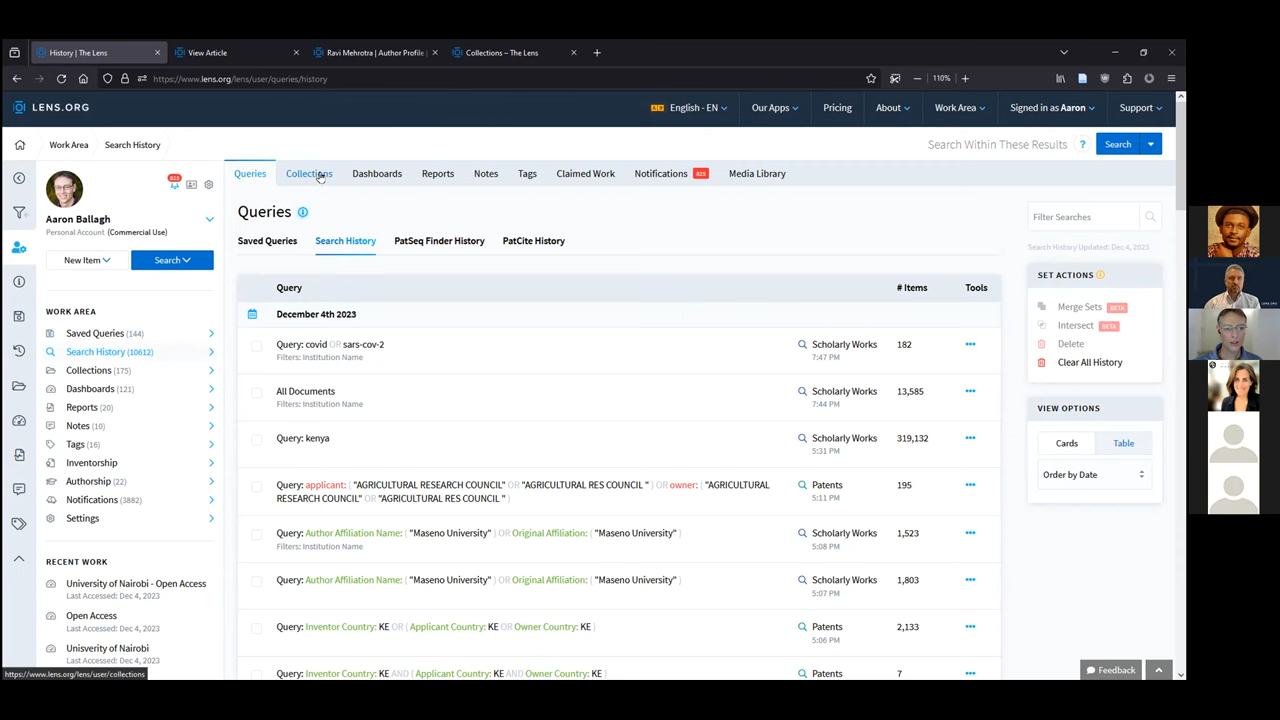 History | The Lens
View Article
Ravi Mehrotra | Author Profile |
Collections – The Lens
https://www.lens.org/lens/user/queries/history
110%
LENS.ORG
English - EN
Our Apps
Pricing
About
Work Area
Signed in as Aaron
Support
Work Area
Search History
Search Within These Results
?
Search
Queries
Collections
Dashboards
Reports
Notes
Tags
Claimed Work
Notifications
Media Library
Aaron Ballagh
Personal Account (Commercial Use)
New Item
Search
WORK AREA
Saved Queries (144)
Search History (10612)
Collections (175)
Dashboards (121)
Reports (20)
Notes (10)
Tags (16)
Inventorship
Authorship (22)
Notifications (3882)
Settings
RECENT WORK
University of Nairobi - Open Access
Last Accessed: Dec 4, 2023
Open Access
Last Accessed: Dec 4, 2023
Univerity of Nairobi
Last Accessed: Dec 4, 2023
https://www.lens.org/lens/user/collections
Queries
Saved Queries
Search History
PatSeq Finder History
PatCite History
Query
# Items
Tools
December 4th 2023
Query: covid OR sars-cov-2
Filters: Institution Name
Scholarly Works
7:47 PM
182
All Documents
Filters: Institution Name
Scholarly Works
7:44 PM
13,585
Query: kenya
Scholarly Works
5:31 PM
319,132
Query: applicant: ( "AGRICULTURAL RESEARCH COUNCIL" OR "AGRICULTURAL RES COUNCIL " ) OR owner: ( "AGRICULTURAL
RESEARCH COUNCIL" OR "AGRICULTURAL RES COUNCIL " )
Patents
5:11 PM
195
Query: Author Affiliation Name: ( "Maseno University" ) OR Original Affiliation: ( "Maseno University" )
Filters: Institution Name
Scholarly Works
5:08 PM
1,523
Query: Author Affiliation Name: ( "Maseno University" ) OR Original Affiliation: ( "Maseno University" )
Scholarly Works
5:07 PM
1,803
Query: Inventor Country: KE OR ( Applicant Country: KE OR Owner Country: KE )
Patents
5:06 PM
2,133
Query: Inventor Country: KE AND ( Applicant Country: KE AND Owner Country: KE )
Patents
7
Filter Searches
Search History Updated: Dec 4, 2023
SET ACTIONS
Merge Sets BETA
Intersect BETA
Delete
Clear All History
VIEW OPTIONS
Cards
Table
Order by Date
Feedback